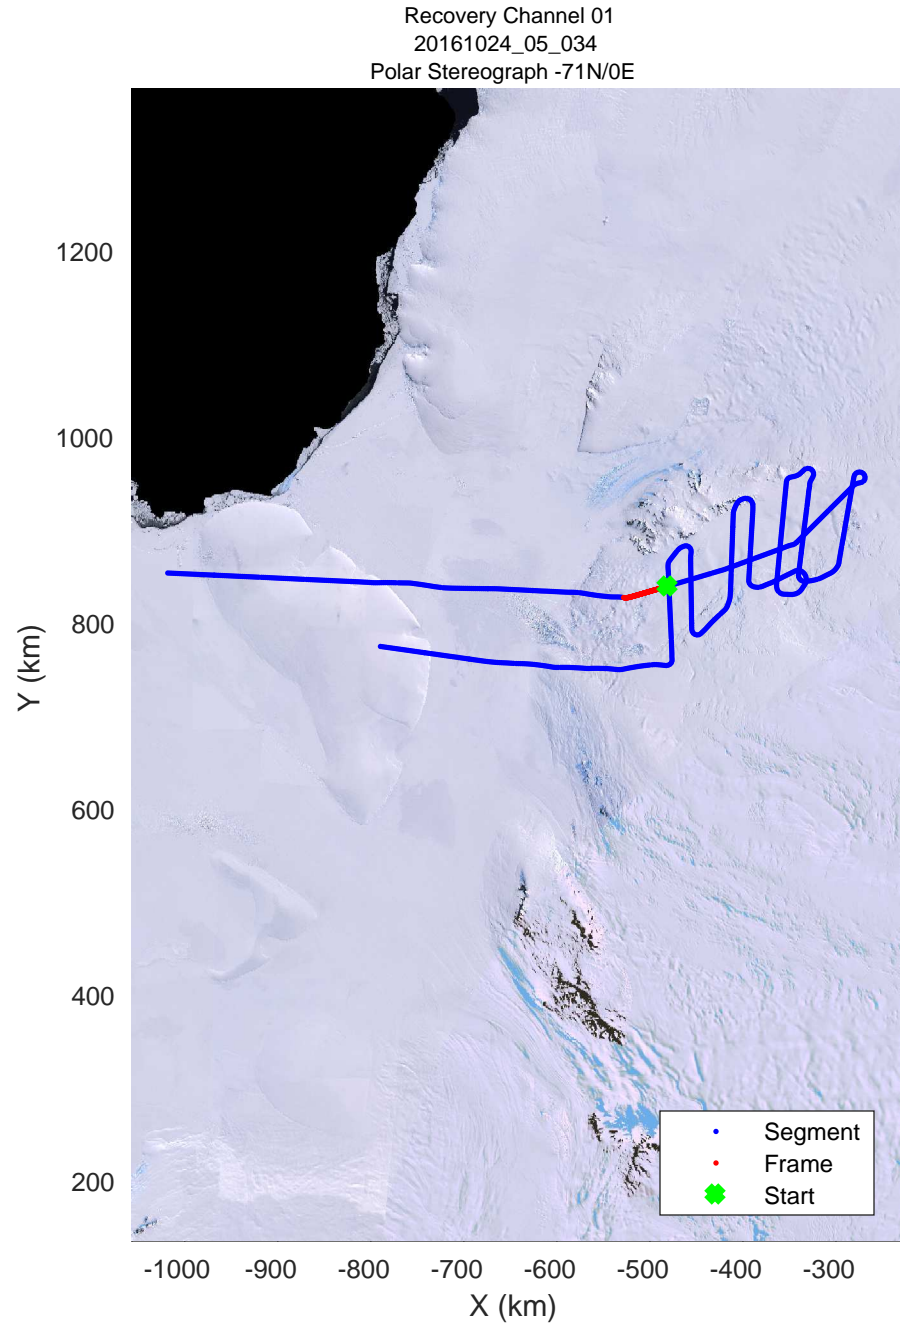 Recovery Channel 01
20161024_05_034
Polar Stereograph -71N/0E
1200
1000
800
600
400
200
Y (km)
-1000
-900
-800
-700
-600
-500
-400
-300
X (km)
Segment
Frame
Start